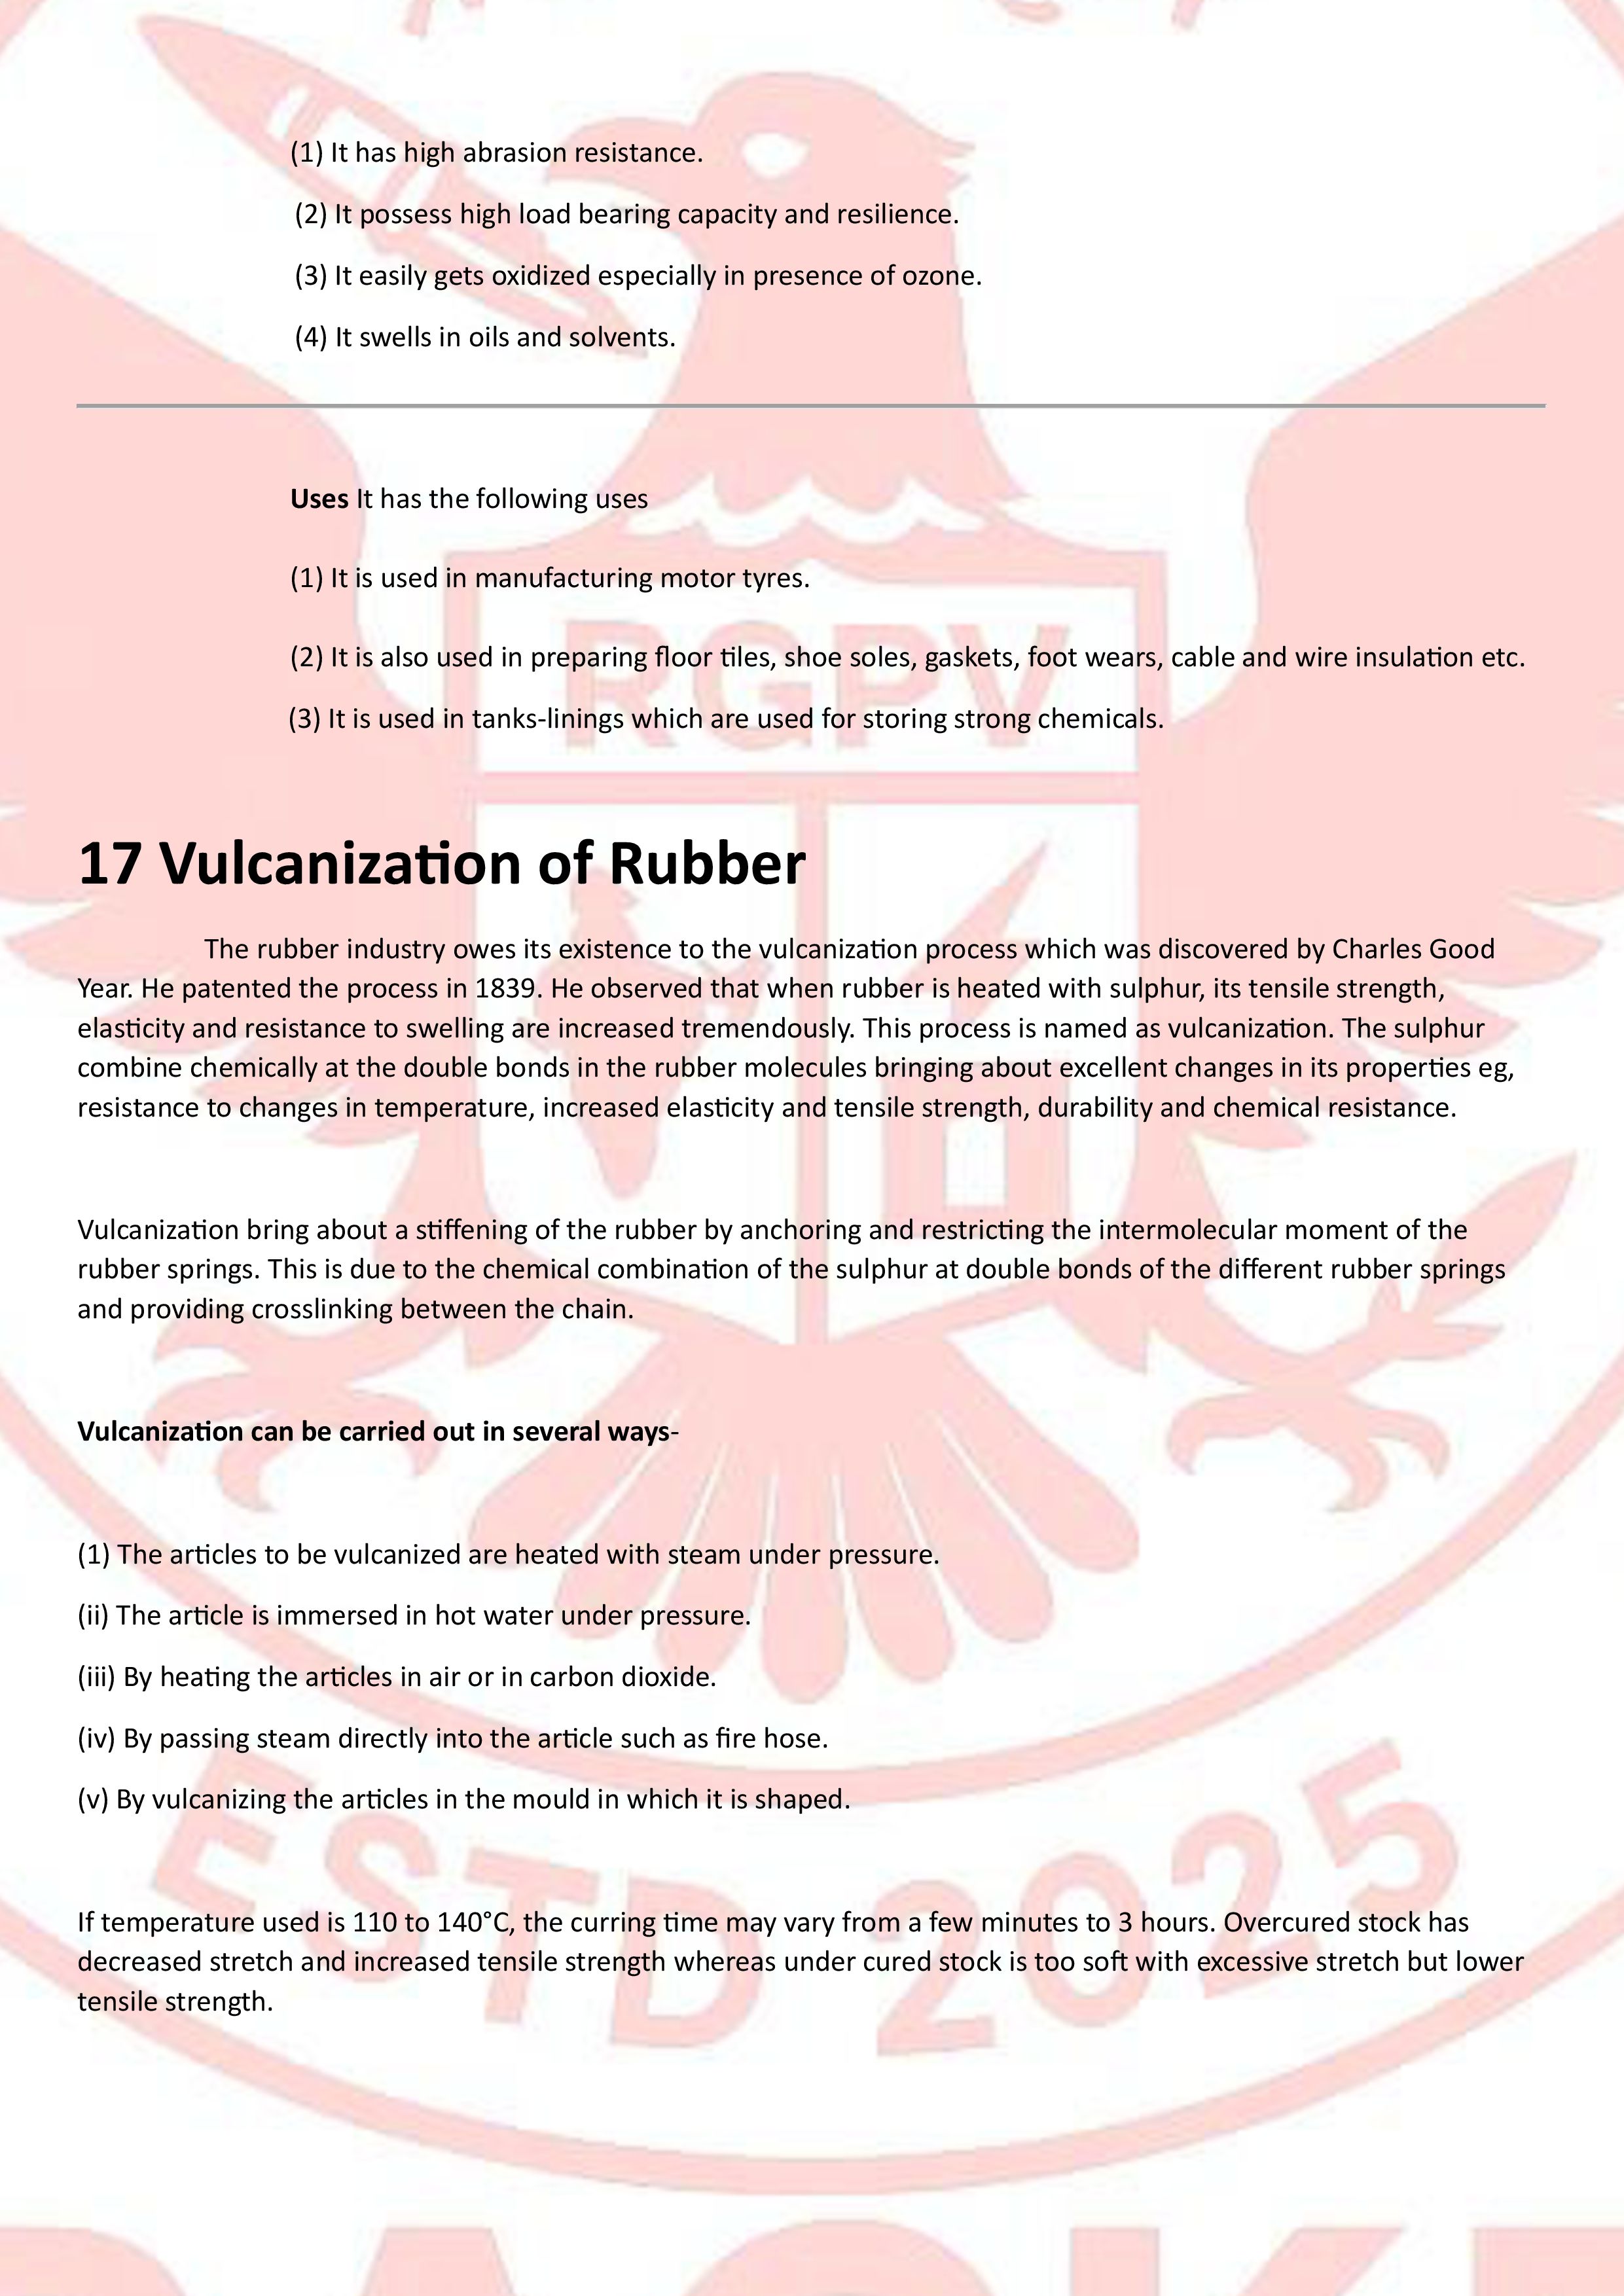 (1) It has high abrasion resistance.
(2) It possess high load bearing capacity and resilience.
(3) It easily gets oxidized especially in presence of ozone.
(4) It swells in oils and solvents.
Uses It has the following uses
(1) It is used in manufacturing motor tyres.
(2) It is also used in preparing floor tiles, shoe soles, gaskets, foot wears, cable and wire insulation etc.
RGPV
(3) It is used in tanks-linings which are used for storing strong chemicals.
17 Vulcanization of Rubber
The rubber industry owes its existence to the vulcanization process which was discovered by Charles Good
Year. He patented the process in 1839. He observed that when rubber is heated with sulphur, its tensile strength,
elasticity and resistance to swelling are increased tremendously. This process is named as vulcanization. The sulphur
combine chemically at the double bonds in the rubber molecules bringing about excellent changes in its properties eg,
resistance to changes in temperature, increased elasticity and tensile strength, durability and chemical resistance.
Vulcanization bring about a stiffening of the rubber by anchoring and restricting the intermolecular moment of the
rubber springs. This is due to the chemical combination of the sulphur at double bonds of the different rubber springs
and providing crosslinking between the chain.
Vulcanization can be carried out in several ways-
(1) The articles to be vulcanized are heated with steam under pressure.
(ii) The article is immersed in hot water under pressure.
(iii) By heating the articles in air or in carbon dioxide.
(iv) By passing steam directly into the article such as fire hose.
(v) By vulcanizing the articles in the mould in which it is shaped.
ESTD 2025
If temperature used is 110 to 140°C, the curring time may vary from a few minutes to 3 hours. Overcured stock has
decreased stretch and increased tensile strength whereas under cured stock is too soft with excessive stretch but lower
tensile strength.